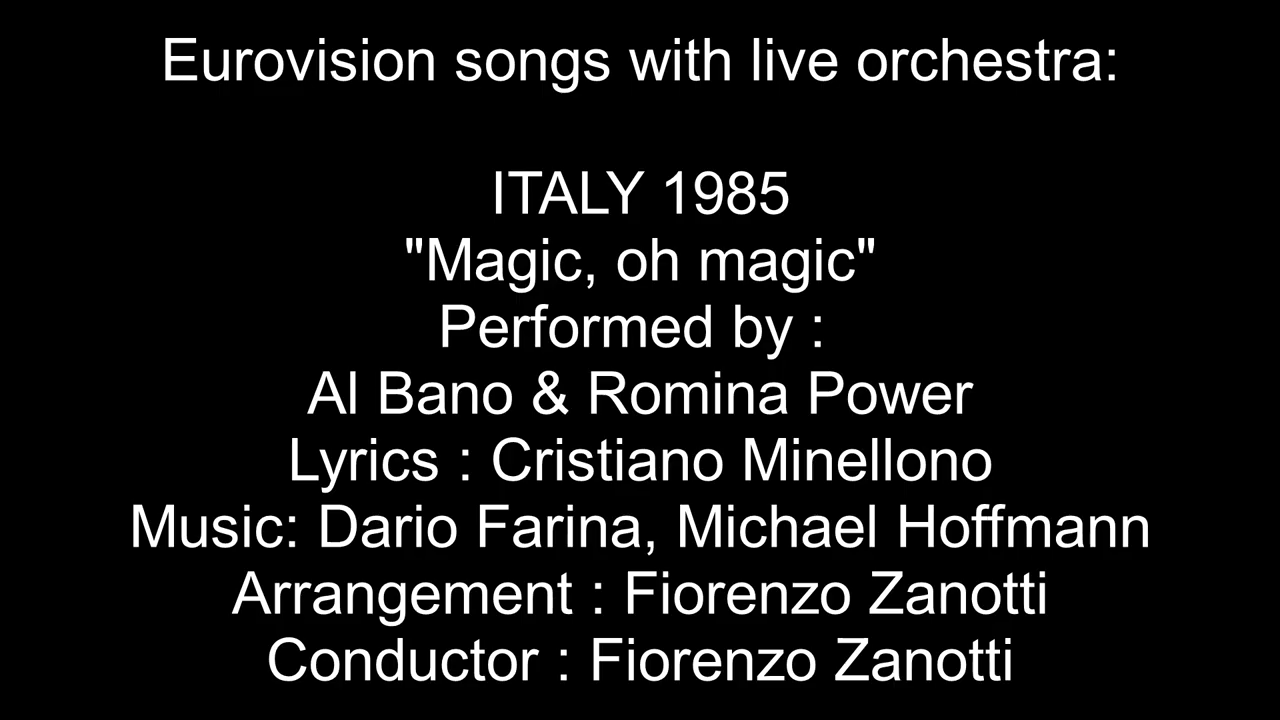 Eurovision songs with live orchestra:
ITALY 1985
"Magic, oh magic"
Performed by :
Al Bano & Romina Power
Lyrics : Cristiano Minellono
Music: Dario Farina, Michael Hoffmann
Arrangement : Fiorenzo Zanotti
Conductor : Fiorenzo Zanotti